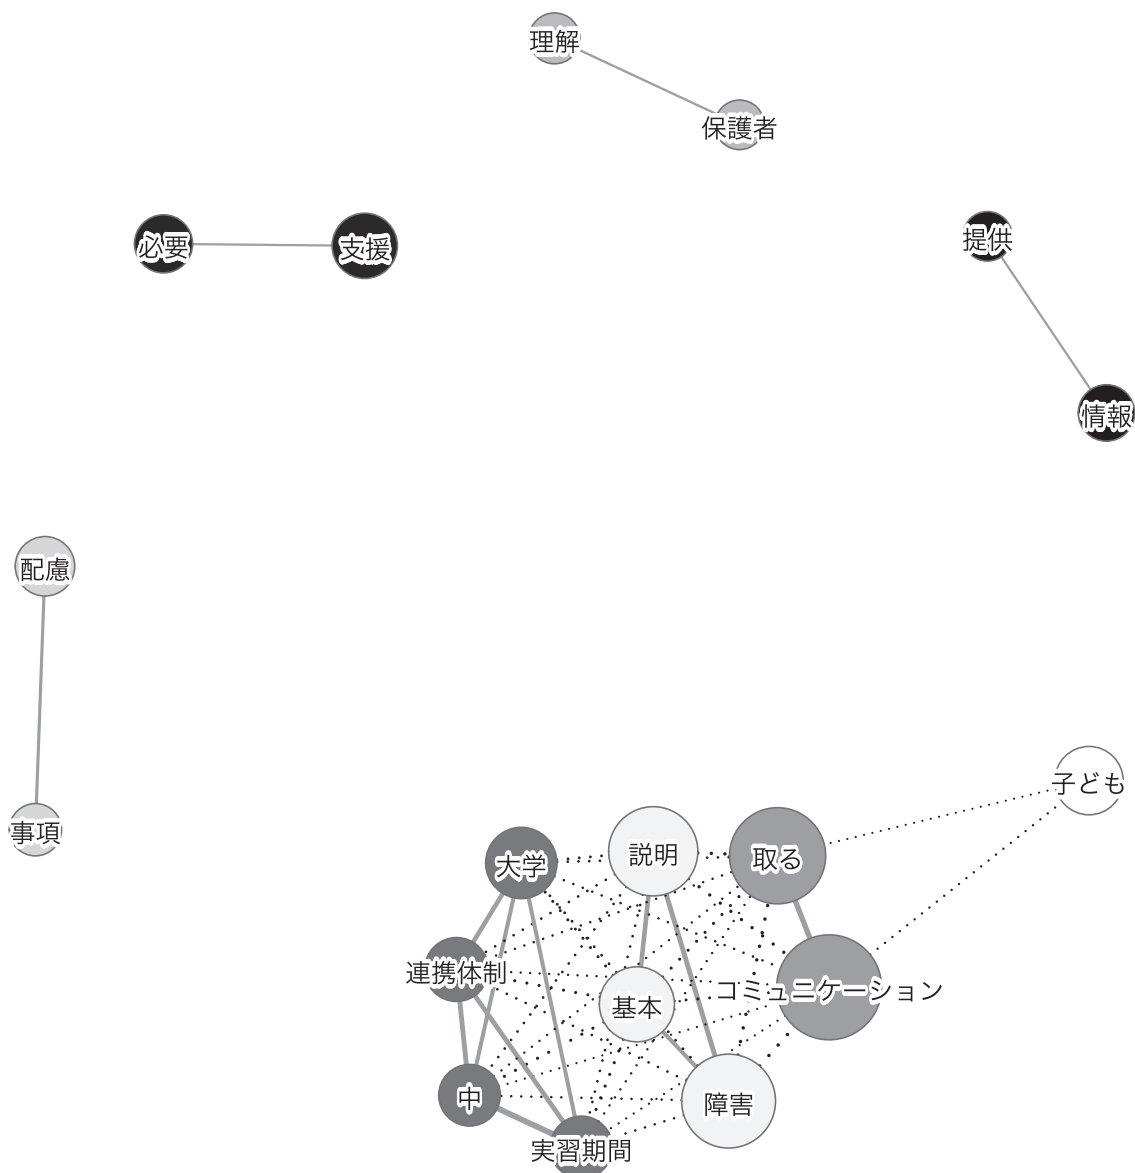 理解
保護者
必要
支援
提供
情報
配慮
事項
子ども
大学
説明
取る
連携体制
基本
コミュニケーション
中
障害
実習期間